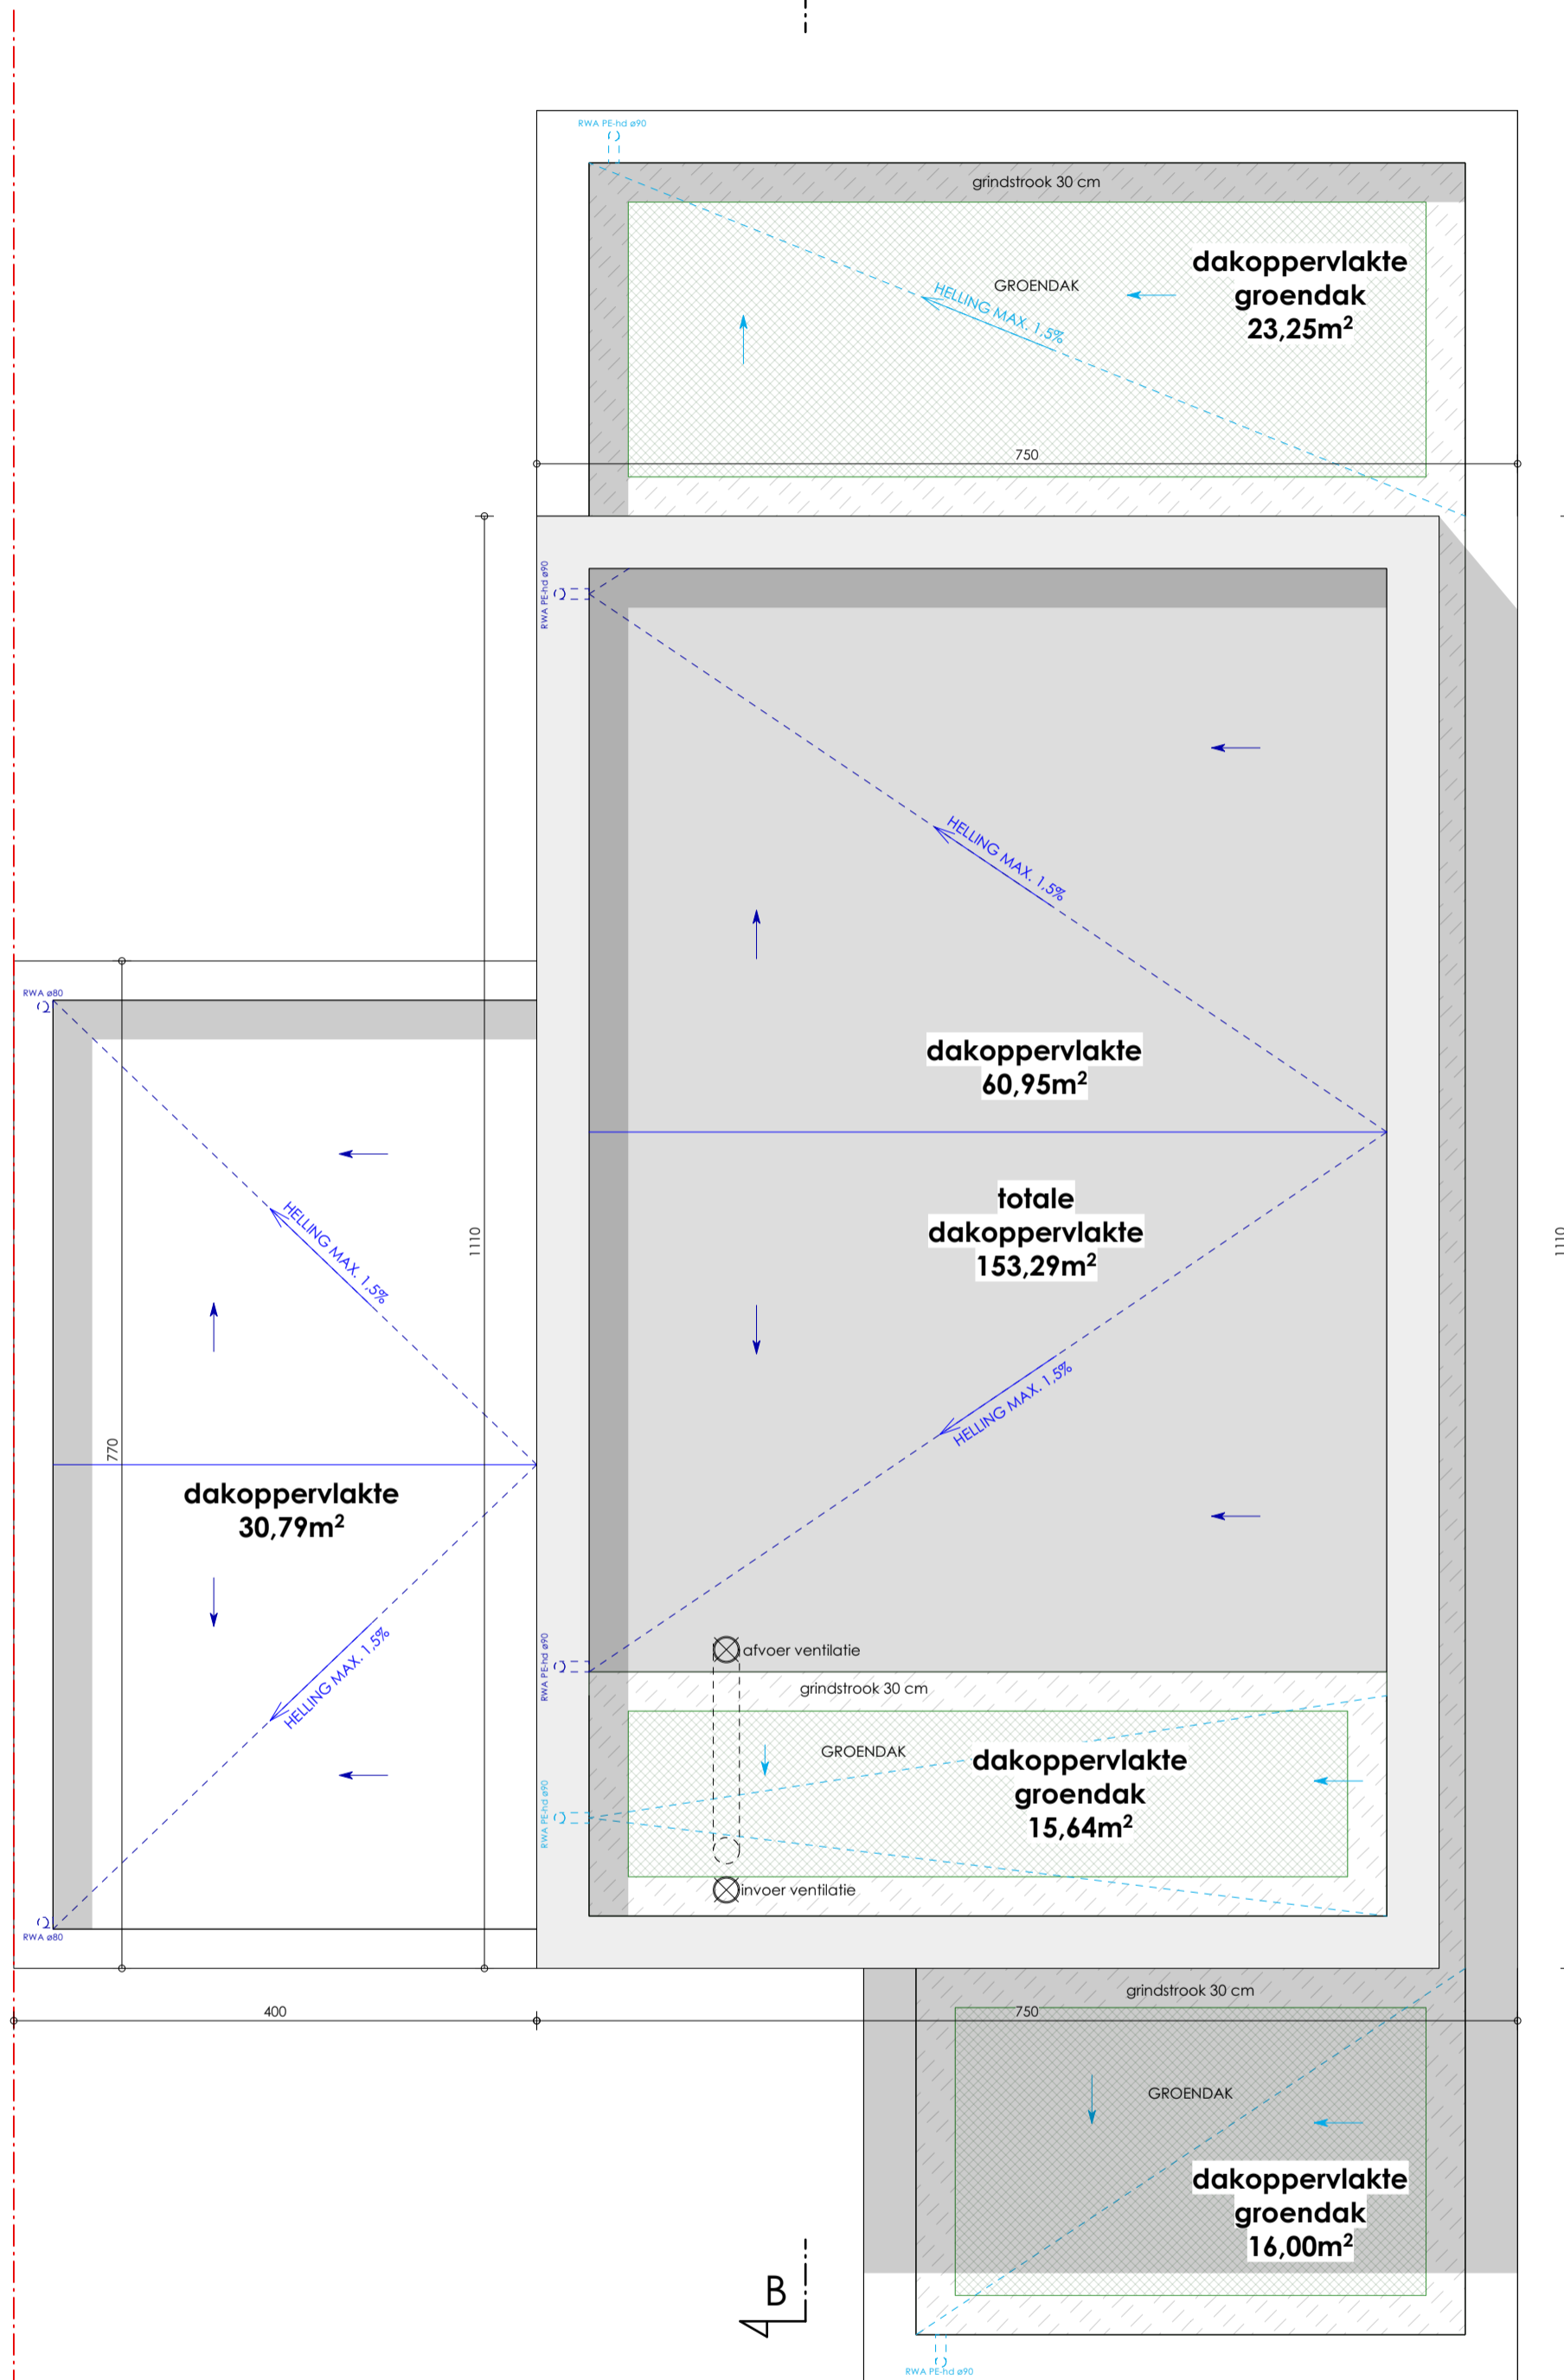 RWA PE-hd ø90
grindstrook 30 cm
dakoppervlakte
groendak
23,25m²
GROENDAK
HELLING MAX. 1,5%
750
RWA PE-hd ø90
HELLING MAX. 1,5%
RWA ø80
dakoppervlakte
60,95m²
totale
dakoppervlakte
153,29m²
1110
1110
HELLING MAX. 1,5%
HELLING MAX. 1,5%
770
dakoppervlakte
30,79m²
HELLING MAX. 1,5%
RWA PE-hd ø90
afvoer ventilatie
grindstrook 30 cm
GROENDAK
dakoppervlakte
groendak
15,64m²
RWA PE-hd ø90
invoer ventilatie
RWA ø80
grindstrook 30 cm
400
750
GROENDAK
dakoppervlakte
groendak
16,00m²
B
RWA PE-hd ø90